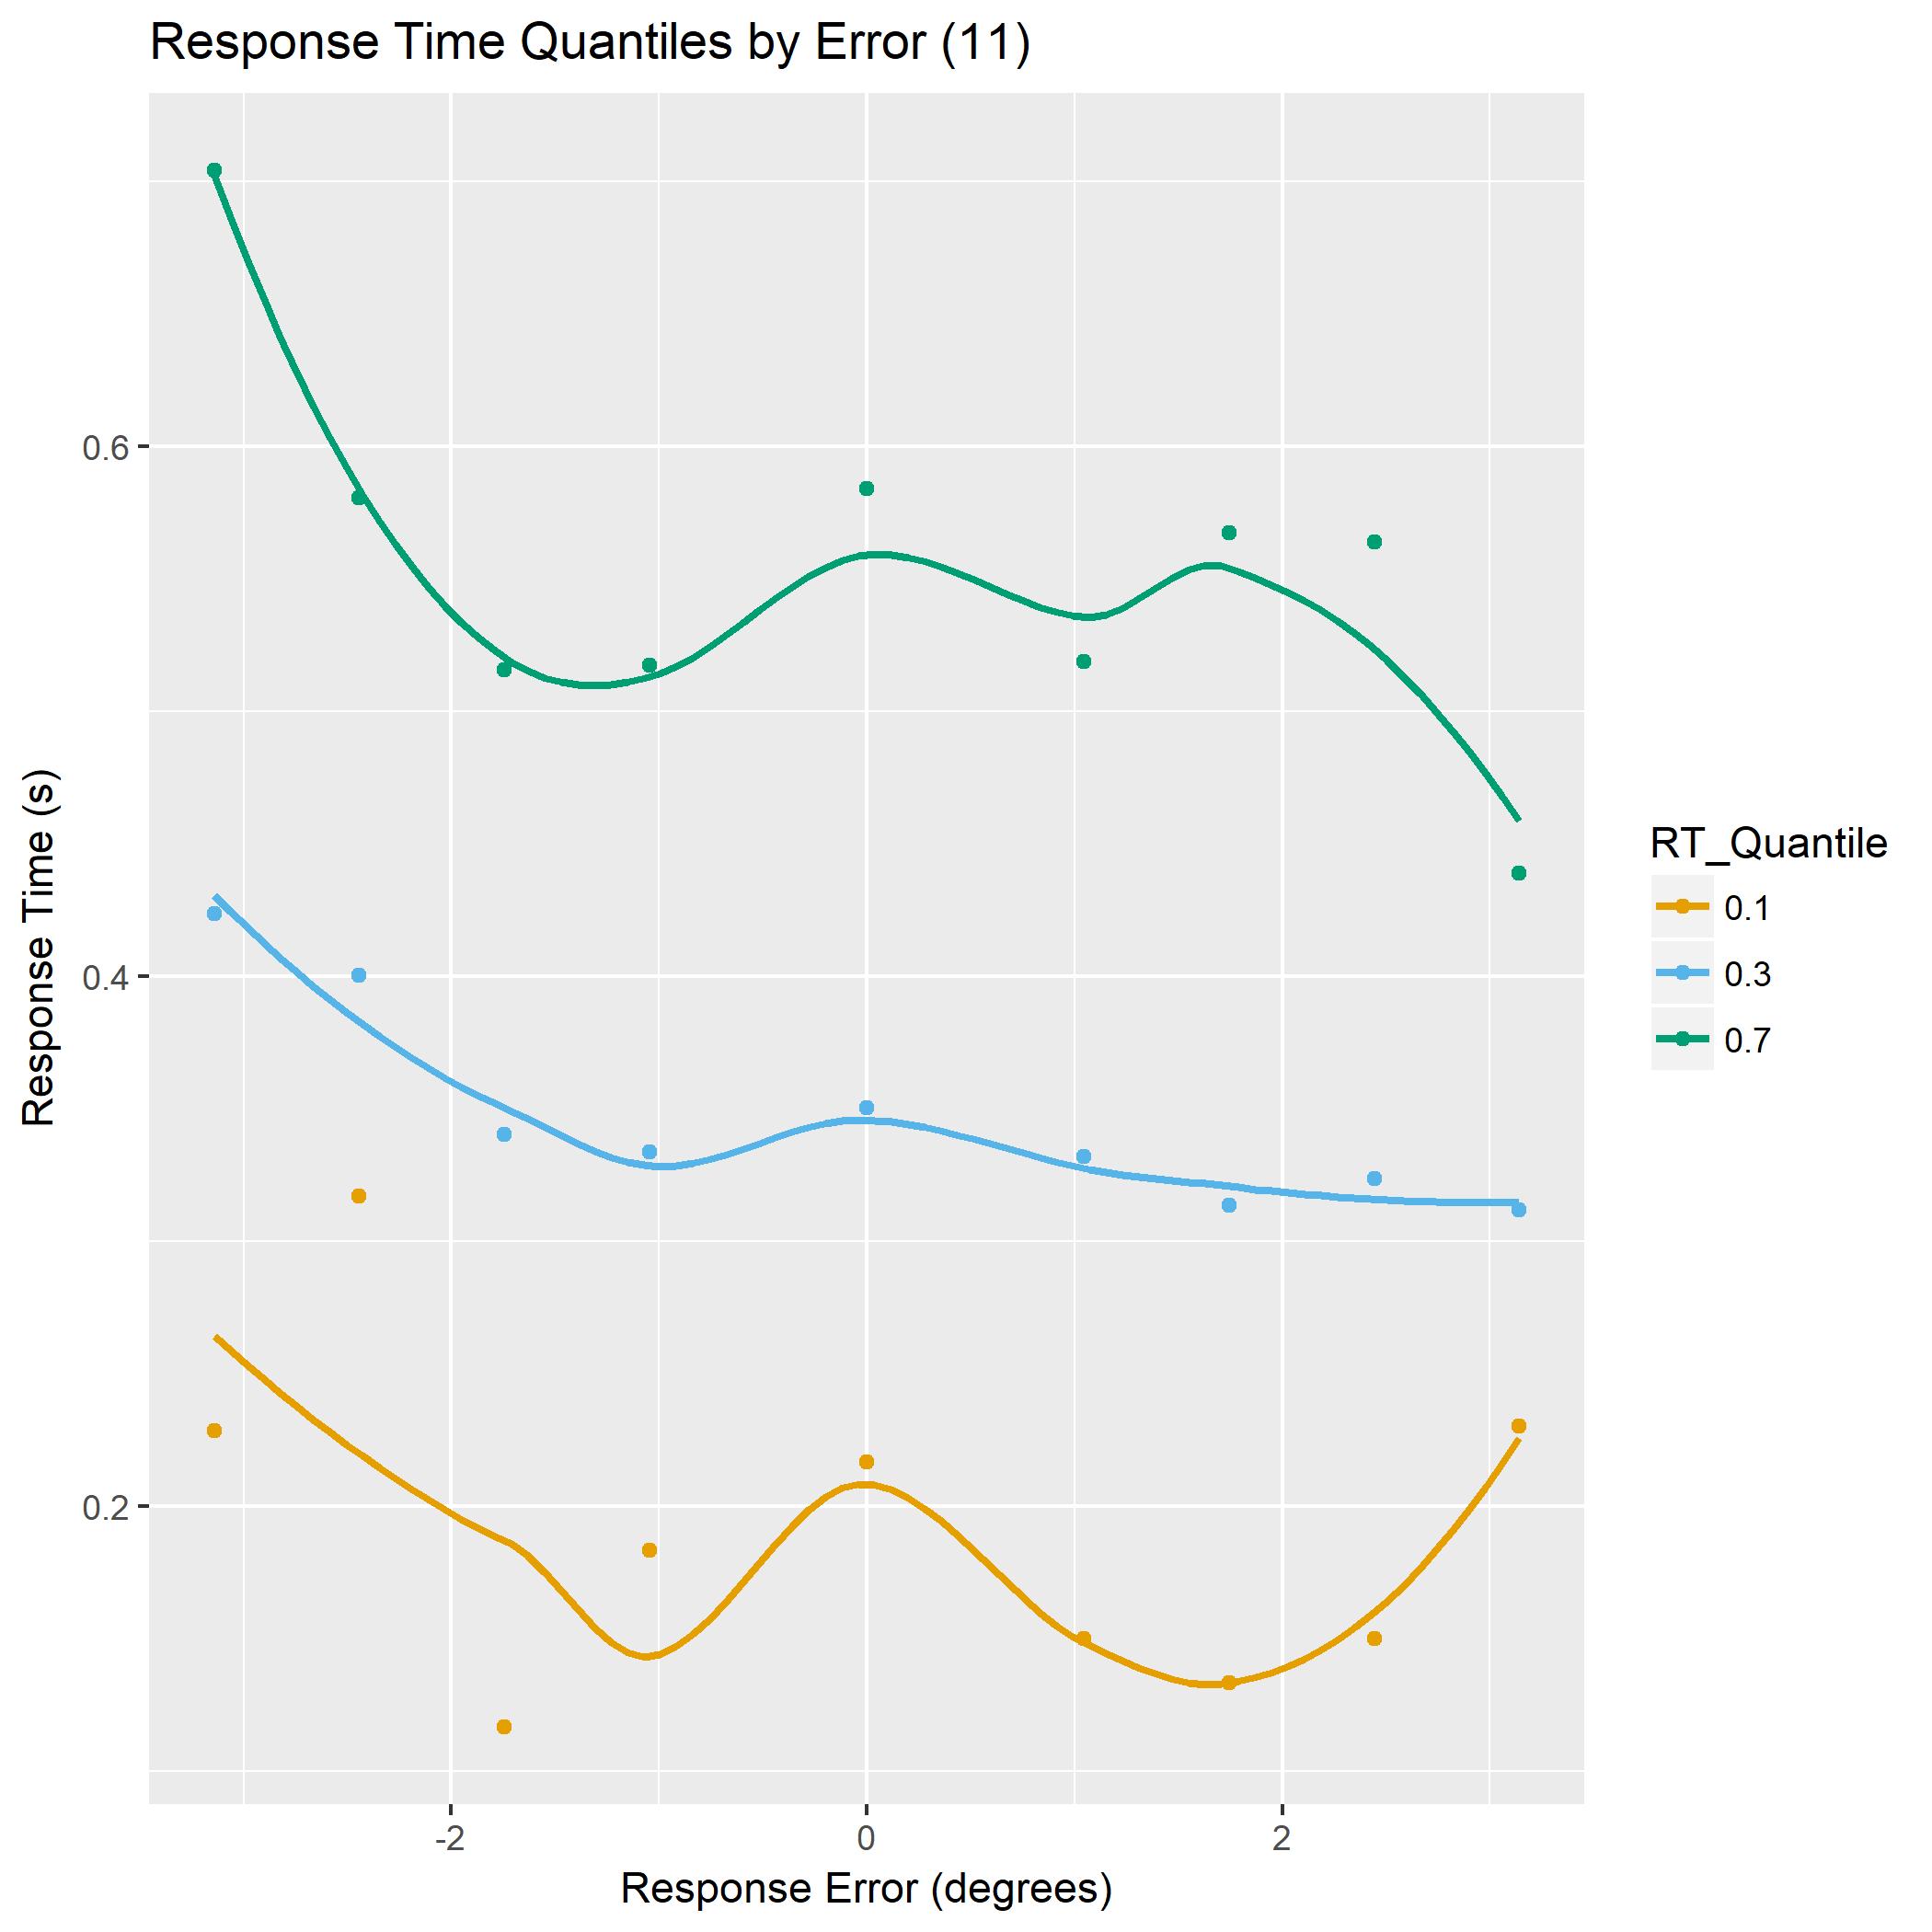 Response Time Quantiles by Error (11)
Response Time (s)
0.6
0.4
0.2
-2
0
2
Response Error (degrees)
RT_Quantile
0.1
0.3
0.7